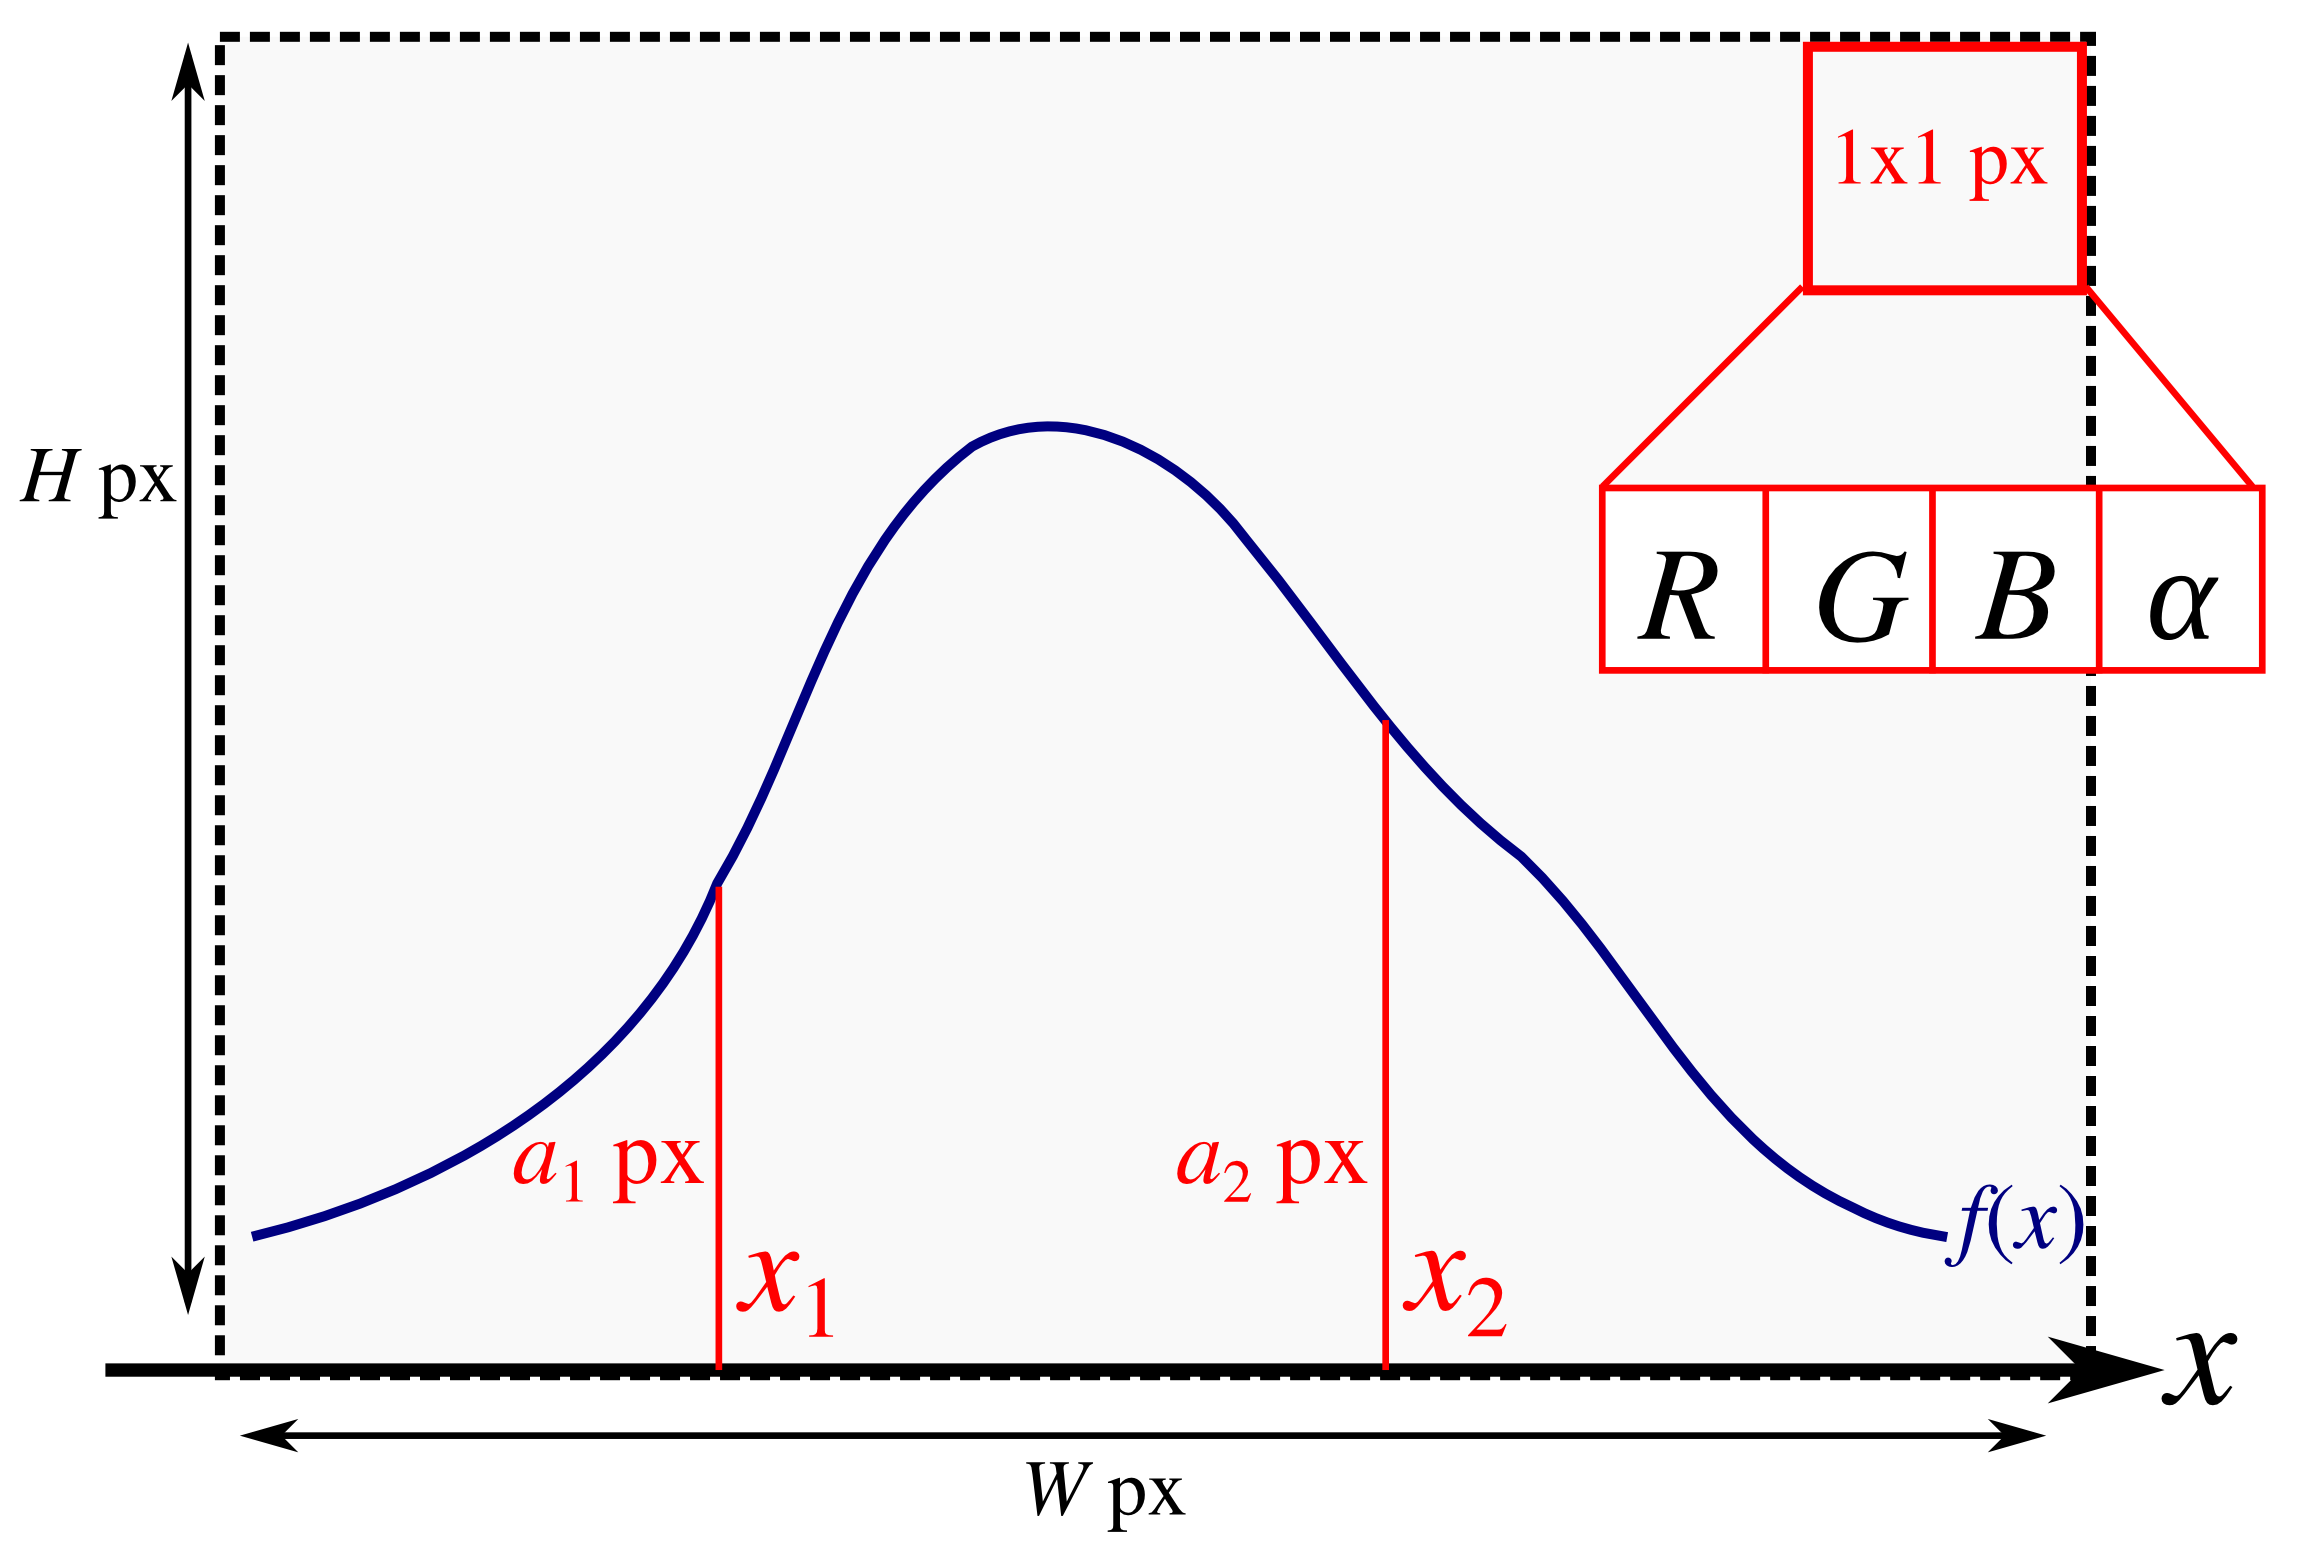 1x1 px
H px
R G B α
a₁ px
a₂ px
x₁
x₂
f(x)
x
W px